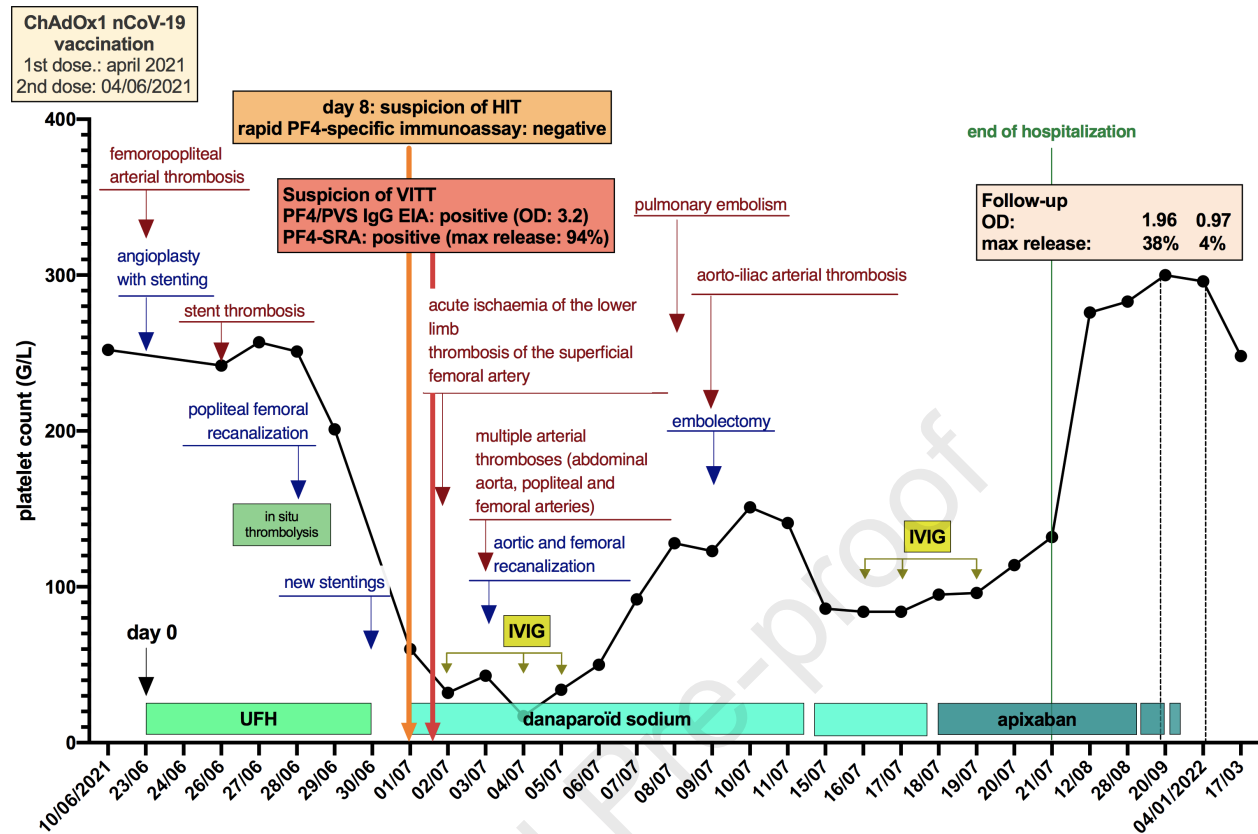 ChAdOx1 nCoV-19
vaccination
1st dose.: april 2021
2nd dose: 04/06/2021
day 8: suspicion of HIT
rapid PF4-specific immunoassay: negative
Suspicion of VITT
PF4/PVS IgG EIA: positive (OD: 3.2)
PF4-SRA: positive (max release: 94%)
end of hospitalization
Follow-up
OD: 1.96 0.97
max release: 38% 4%
femoropopliteal
arterial thrombosis
angioplasty
with stenting
stent thrombosis
popliteal femoral
recanalization
in situ
thrombolysis
new stentings
day 0
acute ischaemia of the lower
limb
thrombosis of the superficial
femoral artery
multiple arterial
thromboses (abdominal
aorta, popliteal and
femoral arteries)
aortic and femoral
recanalization
IVIG
pulmonary embolism
aorto-iliac arterial thrombosis
embolectomy
IVIG
UFH
danaparoïd sodium
apixaban
platelet count (G/L)
400
300
200
100
0
10/06/2021
23/06
24/06
26/06
27/06
28/06
29/06
30/06
01/07
02/07
03/07
04/07
05/07
06/07
07/07
08/07
09/07
10/07
11/07
15/07
16/07
17/07
18/07
19/07
20/07
21/07
12/08
28/08
20/09
04/01/2022
17/03
Pre-proof